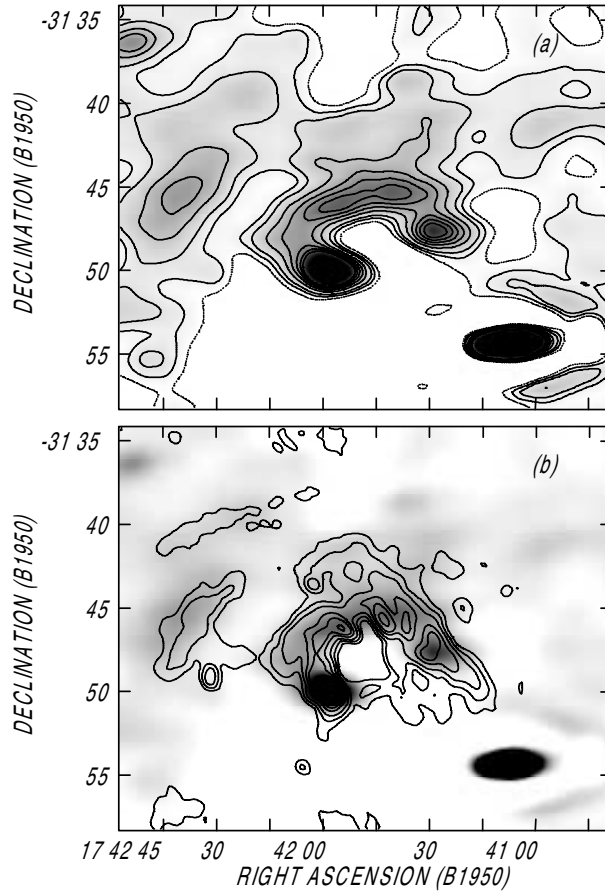 -31 35
(a)
40
45
50
55
DECLINATION (B1950)
-31 35
(b)
40
45
50
55
DECLINATION (B1950)
17 42 45 30 42 00 30 41 00
RIGHT ASCENSION (B1950)